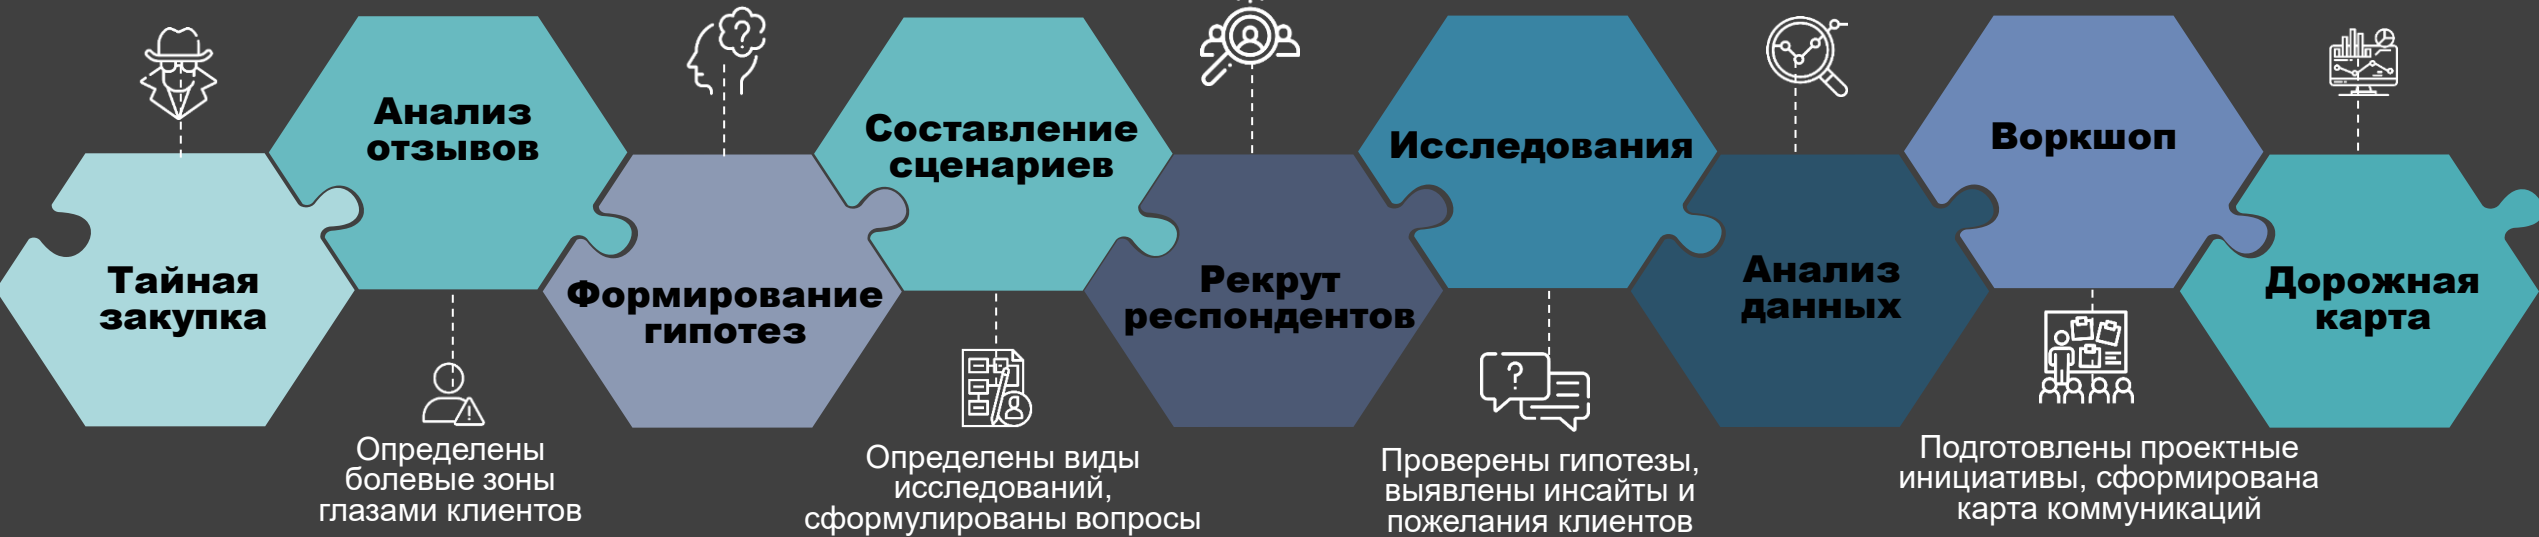 Тайная
закупка
Анализ
отзывов
Определены
болевые зоны
глазами клиентов
Формирование
гипотез
Составление
сценариев
Определены виды
исследований,
сформулированы вопросы
Рекрут
респондентов
Исследования
Проверены гипотезы,
выявлены инсайты и
пожелания клиентов
Анализ
данных
Воркшоп
Подготовлены проектные
инициативы, сформирована
карта коммуникаций
Дорожная
карта